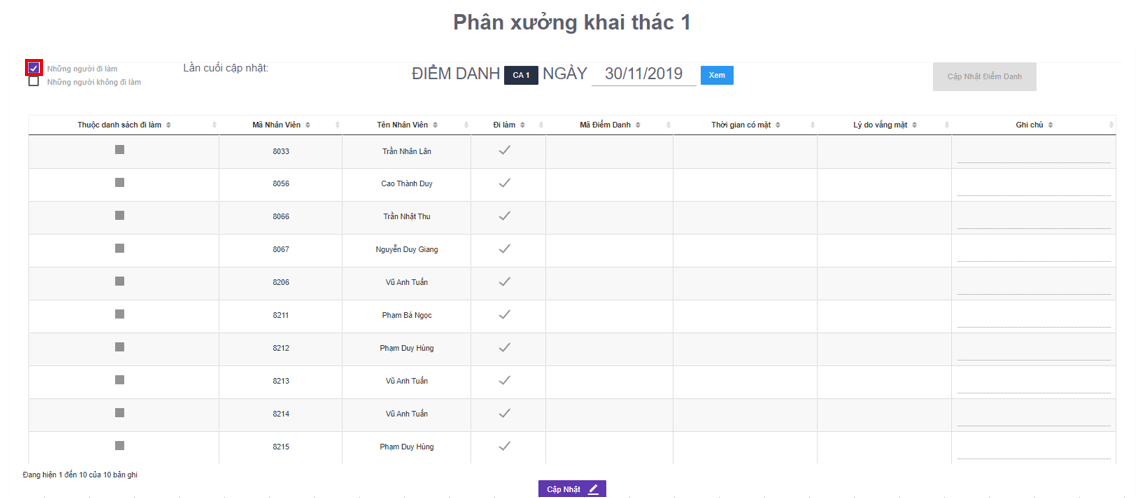 Phân xưởng khai thác 1
Những người đi làm
Những người không đi làm
Lần cuối cập nhật:
ĐIỂM DANH CA 1 NGÀY 30/11/2019 Xem
Cập Nhật Điểm Danh
Thuộc danh sách đi làm Mã Nhân Viên Tên Nhân Viên Đi làm Mã Điểm Danh Thời gian có mặt Lý do vắng mặt Ghi chú
8033 Trần Nhân Lân
8056 Cao Thành Duy
8066 Trần Nhật Thu
8067 Nguyễn Duy Giang
8206 Vũ Anh Tuấn
8211 Phạm Bá Ngọc
8212 Phạm Duy Hùng
8213 Vũ Anh Tuấn
8214 Vũ Anh Tuấn
8215 Phạm Duy Hùng
Đang hiện 1 đến 10 của 10 bản ghi
Cập Nhật